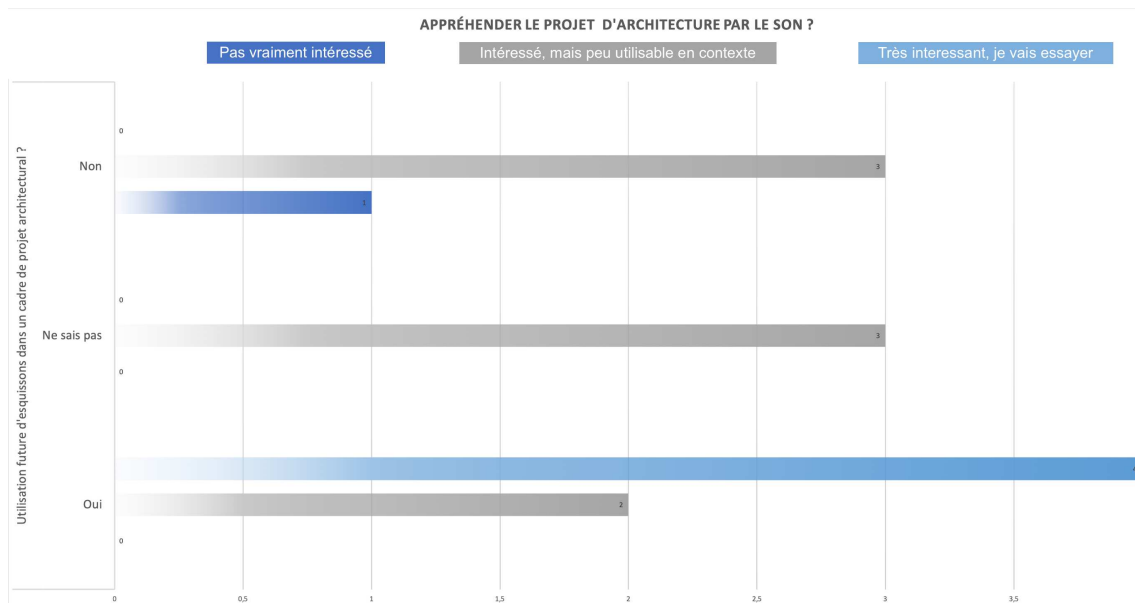 APPRÉHENDER LE PROJET D'ARCHITECTURE PAR LE SON ?
Pas vraiment intéressé
Intéressé, mais peu utilisable en contexte
Très interessant, je vais essayer
Utilisation future d'esquissons dans un cadre de projet architectural ?
0
Non
3
1
0
Ne sais pas
3
0
4
Oui
2
0
0
0,5
1
1,5
2
2,5
3
3,5